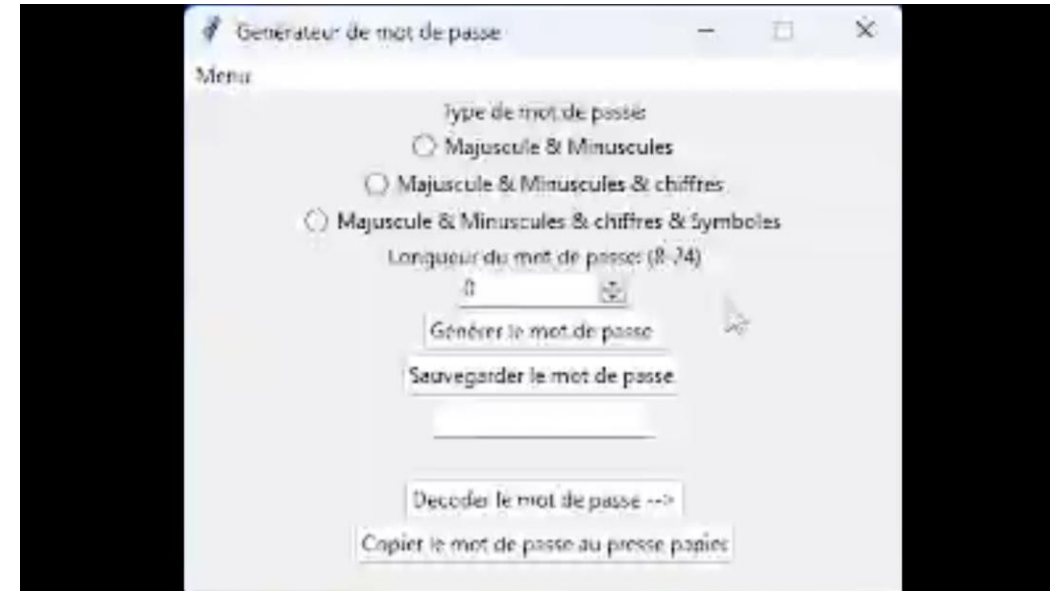 Générateur de mot de passe
Menu
Type de mot de passe
Majuscule & Minuscules
Majuscule & Minuscules & chiffres
Majuscule & Minuscules & chiffres & Symboles
Longueur du mot de passe: (8-24)
Générer le mot de passe
Sauvegarder le mot de passe
Decoder le mot de passe -->
Copier le mot de passe au presse papier